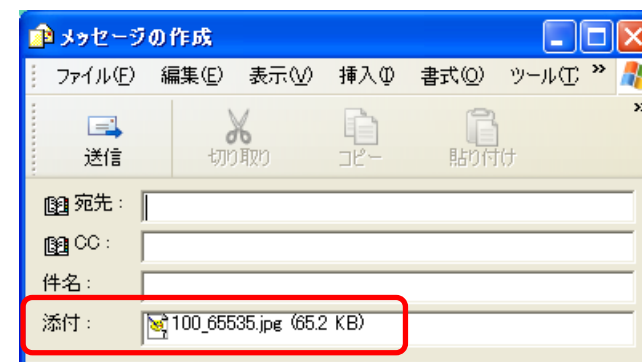 メッセージの作成
ファイル(F) 編集(E) 表示(V) 挿入(I) 書式(O) ツール(T) »
»
送信 切り取り コピー 貼り付け
宛先:
CC:
件名:
添付: 100_65535.jpg (65.2 KB)